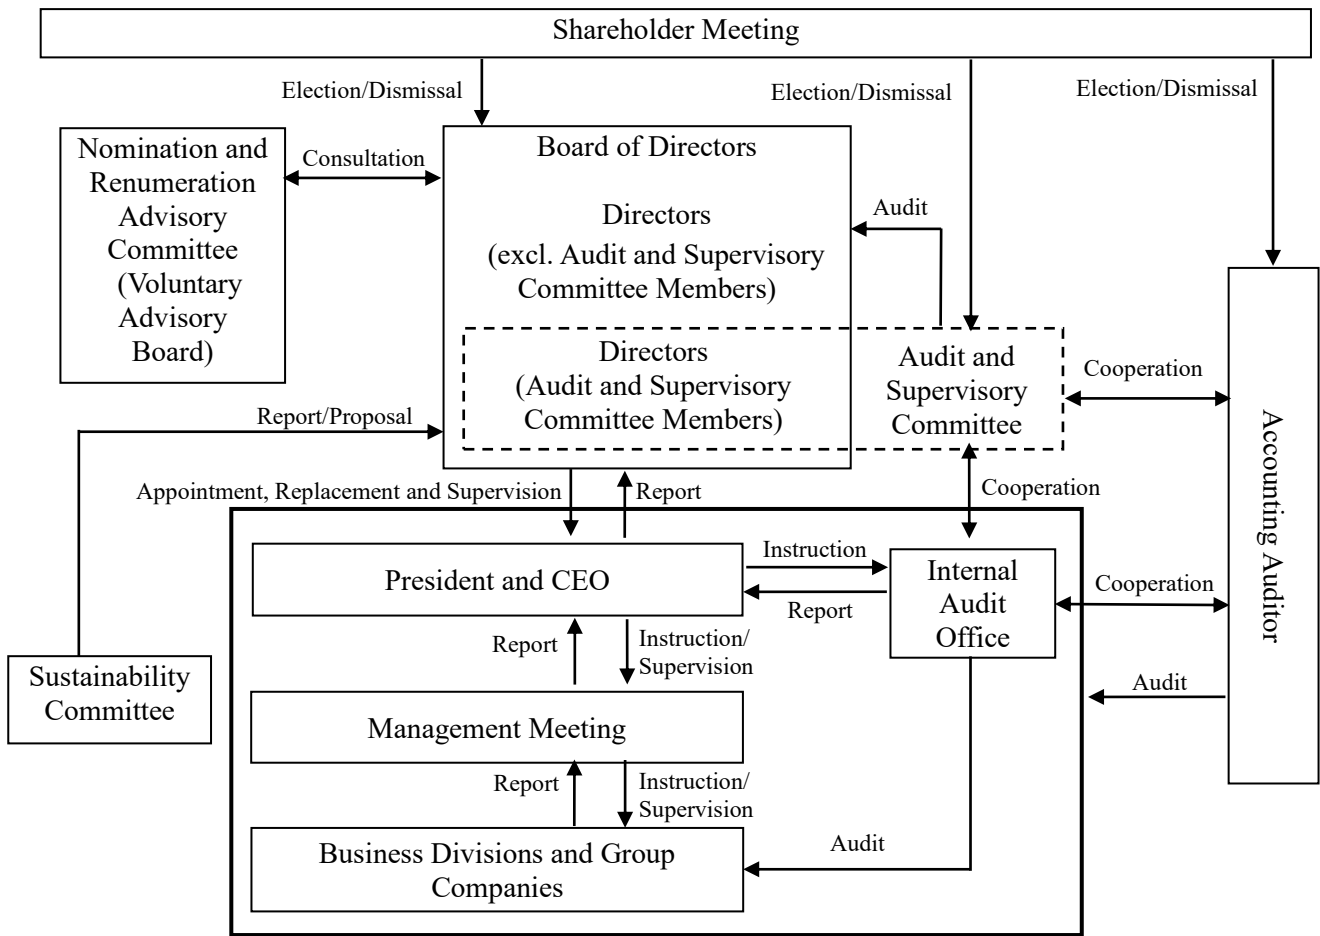 Shareholder Meeting
Election/Dismissal
Election/Dismissal
Election/Dismissal
Nomination and
Renumeration
Advisory
Committee
(Voluntary
Advisory
Board)
Consultation
Board of Directors
Directors
(excl. Audit and Supervisory
Committee Members)
Audit
Directors
(Audit and Supervisory
Committee Members)
Audit and
Supervisory
Committee
Cooperation
Accounting Auditor
Report/Proposal
Appointment, Replacement and Supervision
Report
Cooperation
President and CEO
Instruction
Report
Internal
Audit
Office
Cooperation
Report
Instruction/
Supervision
Sustainability
Committee
Audit
Management Meeting
Report
Instruction/
Supervision
Business Divisions and Group
Companies
Audit